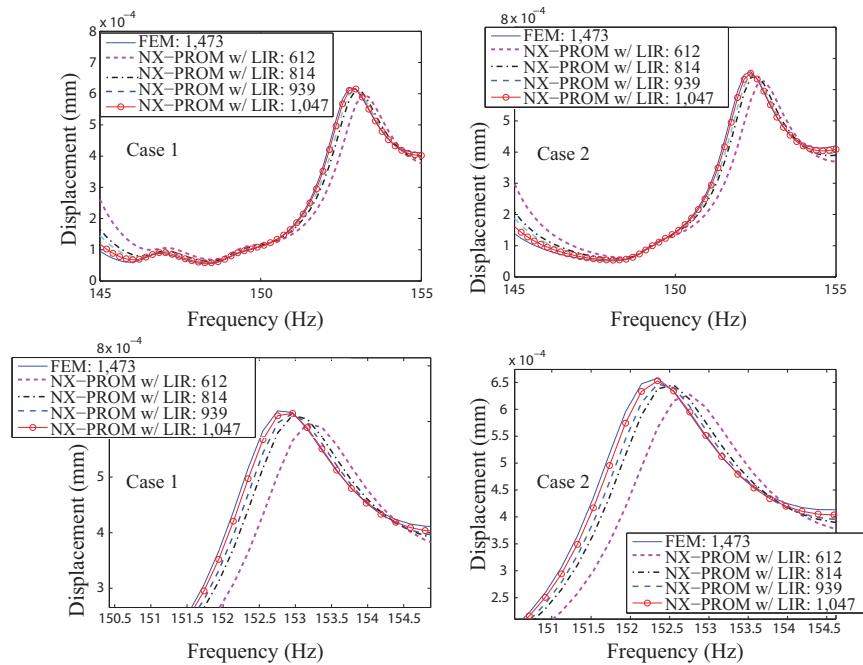 8 x 10⁻⁴
FEM: 1,473
NX−PROM w/ LIR: 612
NX−PROM w/ LIR: 814
NX−PROM w/ LIR: 939
NX−PROM w/ LIR: 1,047
Case 1
Displacement (mm)
7
6
5
4
3
2
1
0
145 150 155
Frequency (Hz)
8 x 10⁻⁴
FEM: 1,473
NX−PROM w/ LIR: 612
NX−PROM w/ LIR: 814
NX−PROM w/ LIR: 939
NX−PROM w/ LIR: 1,047
Case 2
Displacement (mm)
7
6
5
4
3
2
1
0
145 150 155
Frequency (Hz)
8 x 10⁻⁴
FEM: 1,473
NX−PROM w/ LIR: 612
NX−PROM w/ LIR: 814
NX−PROM w/ LIR: 939
NX−PROM w/ LIR: 1,047
Case 1
Displacement (mm)
5
4
3
150.5 151 151.5 152 152.5 153 153.5 154 154.5
Frequency (Hz)
x 10⁻⁴
Case 2
Displacement (mm)
6.5
6
5.5
5
4.5
4
3.5
3
2.5
FEM: 1,473
NX−PROM w/ LIR: 612
NX−PROM w/ LIR: 814
NX−PROM w/ LIR: 939
NX−PROM w/ LIR: 1,047
151 151.5 152 152.5 153 153.5 154 154.5
Frequency (Hz)